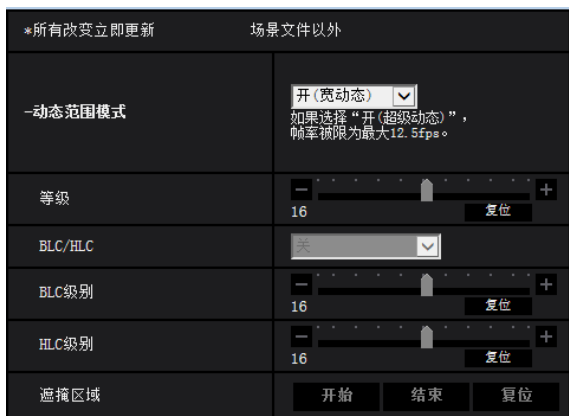 *所有改变立即更新 场景文件以外
-动态范围模式
开(宽动态)
如果选择“开(超级动态)”，
帧率被限为最大12.5fps。
等级
16 复位
BLC/HLC 关
BLC级别
16 复位
HLC级别
16 复位
遮掩区域 开始 结束 复位